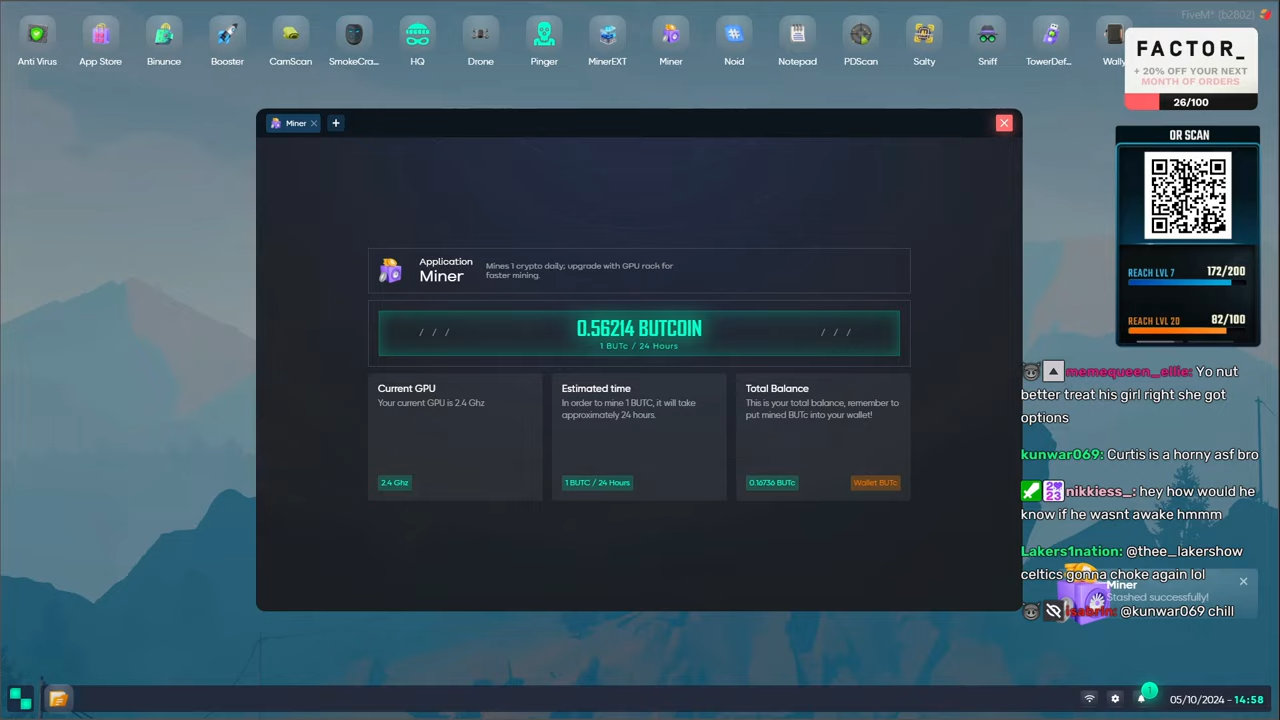 FiveM® (b2802)
Anti Virus
App Store
Binunce
Booster
CamScan
SmokeCra...
HQ
Drone
Pinger
MinerEXT
Miner
Noid
Notepad
PDScan
Salty
Sniff
TowerDef...
FACTOR_
+ 20% OFF YOUR NEXT
MONTH OF ORDERS
26/100
Miner
OR SCAN
Application
Miner
Mines 1 crypto daily; upgrade with GPU rack for
faster mining.
REACH LVL 7 172/200
REACH LVL 20 82/100
/ / / 0.56214 BUTCOIN / / /
1 BUTc / 24 Hours
Current GPU
Your current GPU is 2.4 Ghz
2.4 Ghz
Estimated time
In order to mine 1 BUTC, it will take
approximately 24 hours.
1 BUTC / 24 Hours
Total Balance
This is your total balance, remember to
put mined BUTc into your wallet!
0.16736 BUTc
Wallet BUTc
memequeen_ellie: Yo nut
better treat his girl right she got
options
kunwar069: Curtis is a horny asf bro
nikkiess_: hey how would he
know if he wasnt awake hmmm
Lakers1nation: @thee_lakershow
celtics gonna choke again lol
Miner
Stashed successfully!
@kunwar069 chill
1
05/10/2024 - 14:58